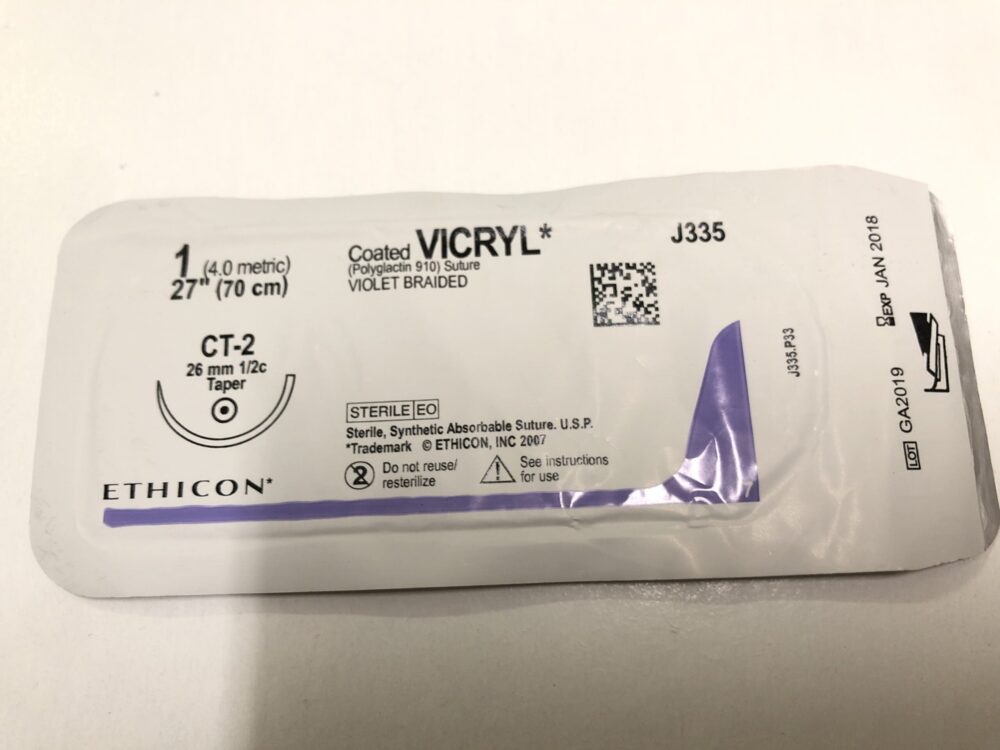 1 (4.0 metric)
27" (70 cm)
CT-2
26 mm 1/2c
Taper
ETHICON*
Coated VICRYL*
(Polyglactin 910) Suture
VIOLET BRAIDED
J335
STERILE EO
Sterile, Synthetic Absorbable Suture. U.S.P.
*Trademark © ETHICON, INC 2007
2 Do not reuse/
resterilize
! See instructions
for use
J335.P33
EXP JAN 2018
LOT GA2019